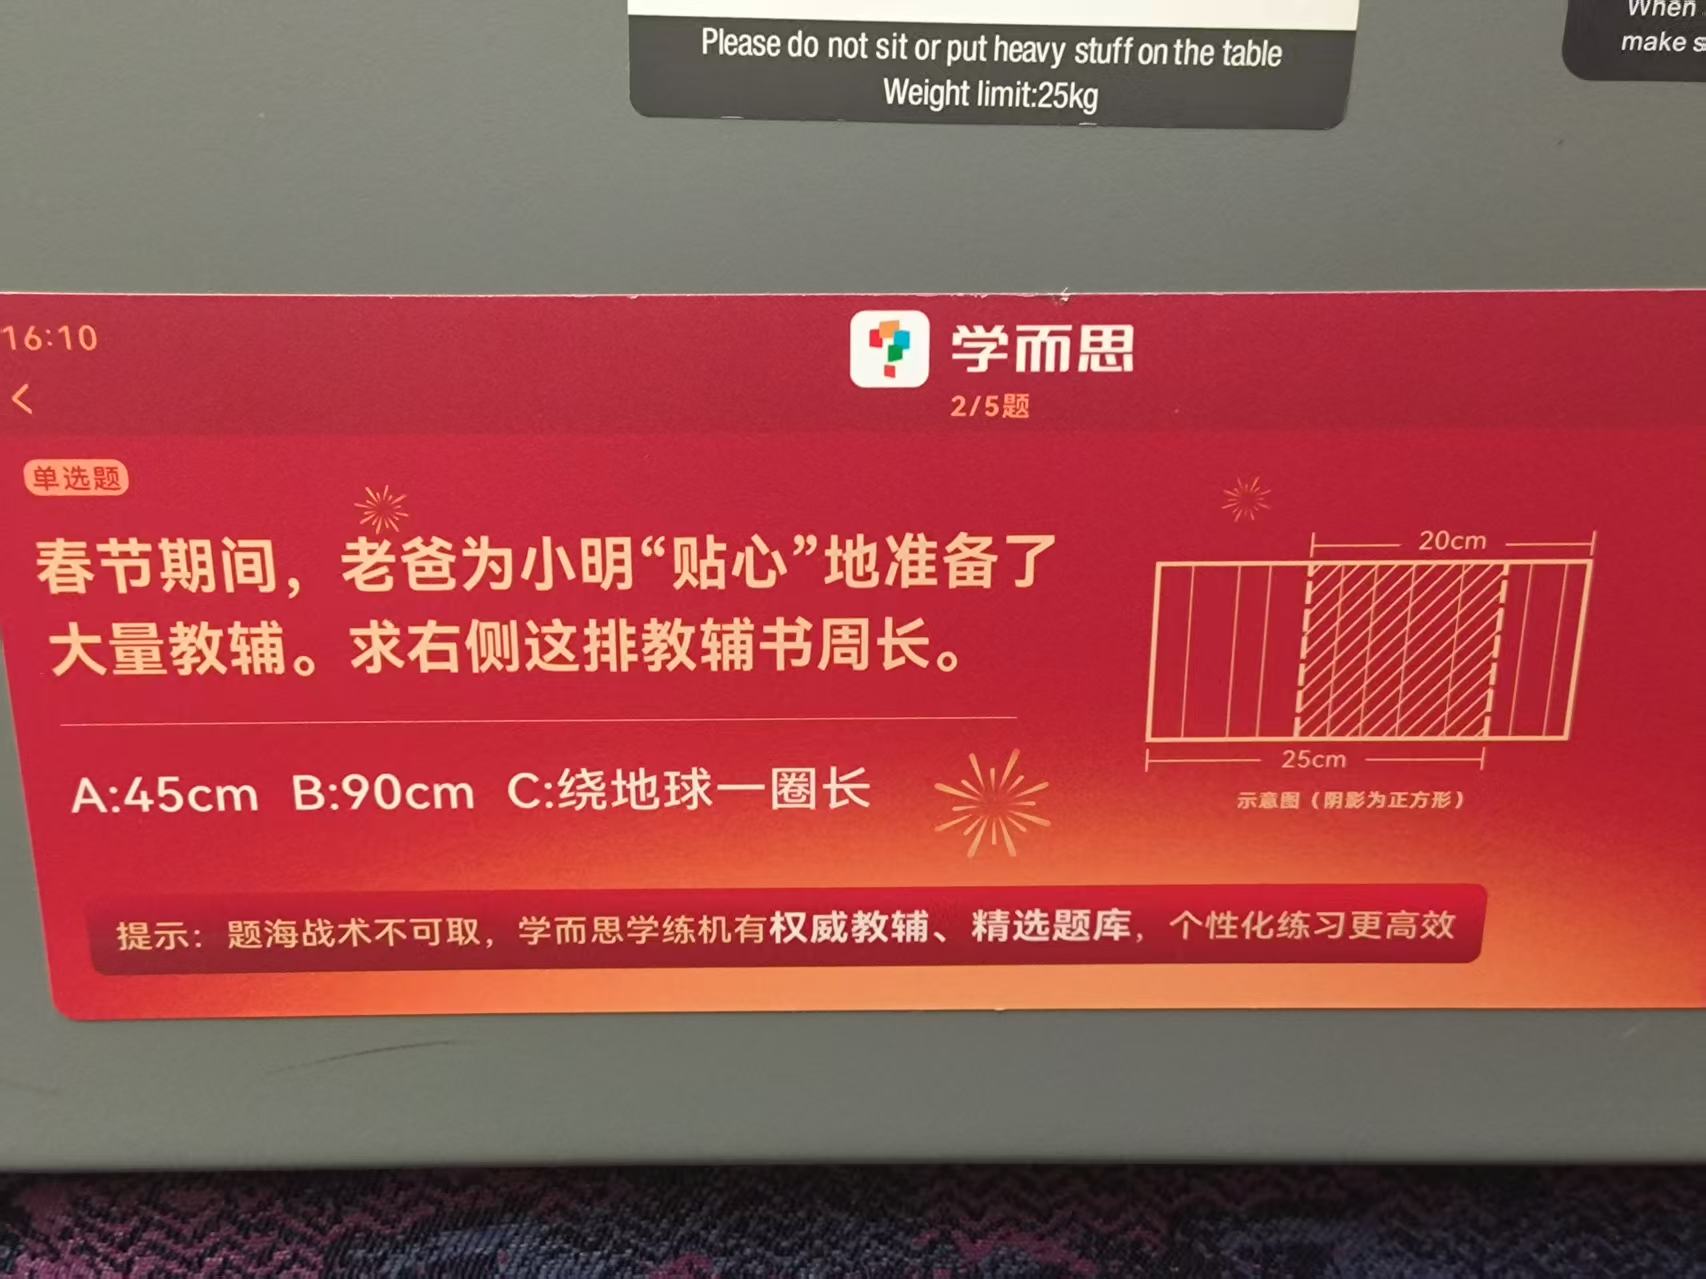 Please do not sit or put heavy stuff on the table
Weight limit:25kg
When
make s
16:10
学而思
<
2/5题
单选题
春节期间，老爸为小明“贴心”地准备了
大量教辅。求右侧这排教辅书周长。
20cm
25cm
示意图（阴影为正方形）
A:45cm B:90cm C:绕地球一圈长
提示：题海战术不可取，学而思学练机有权威教辅、精选题库，个性化练习更高效